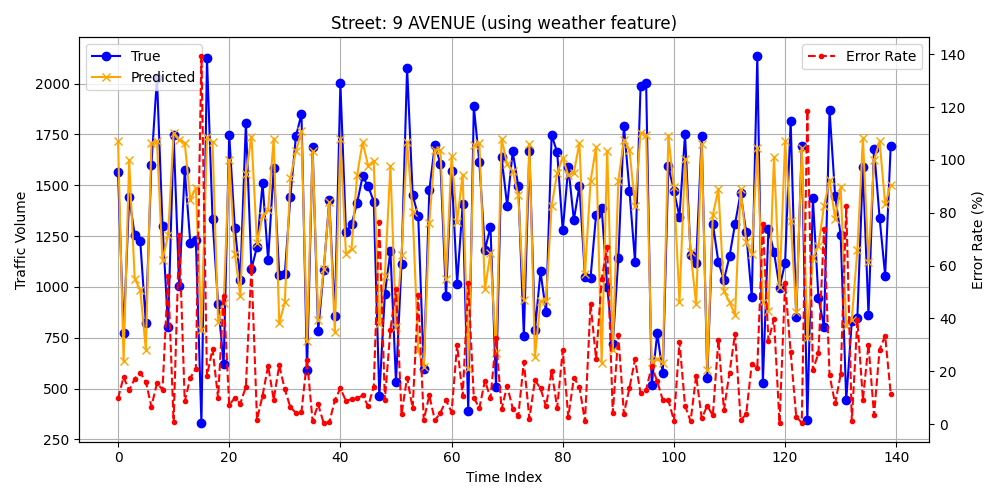 Street: 9 AVENUE (using weather feature)
True
Predicted
Error Rate
Traffic Volume
2000
1750
1500
1250
1000
750
500
250
140
120
100
80
60
40
20
0
Error Rate (%)
0 20 40 60 80 100 120 140
Time Index